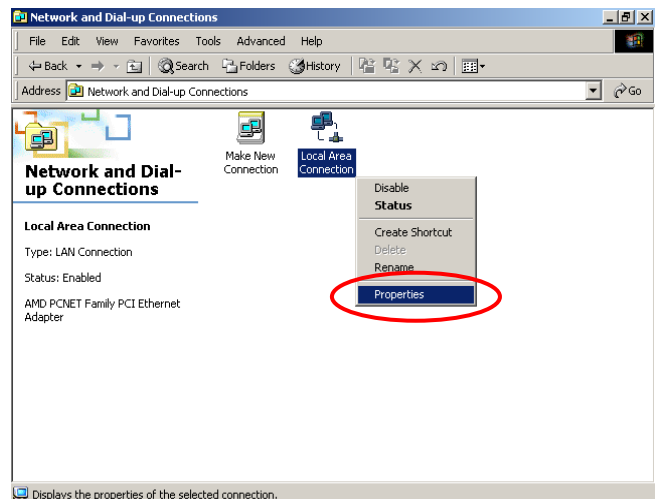 Network and Dial-up Connections
File Edit View Favorites Tools Advanced Help
Back Search Folders History
Address Network and Dial-up Connections Go
Make New
Connection
Local Area
Connection
Network and Dial-
up Connections
Local Area Connection
Type: LAN Connection
Status: Enabled
AMD PCNET Family PCI Ethernet
Adapter
Disable
Status
Create Shortcut
Delete
Rename
Properties
Displays the properties of the selected connection.